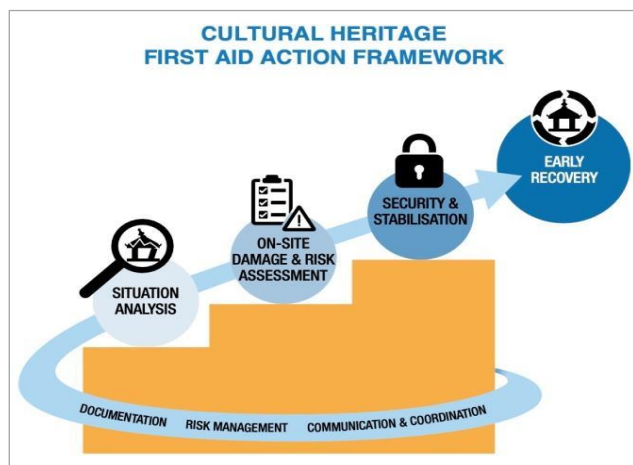 CULTURAL HERITAGE
FIRST AID ACTION FRAMEWORK
EARLY
RECOVERY
SECURITY &
STABILISATION
ON-SITE
DAMAGE & RISK
ASSESSMENT
SITUATION
ANALYSIS
DOCUMENTATION RISK MANAGEMENT COMMUNICATION & COORDINATION